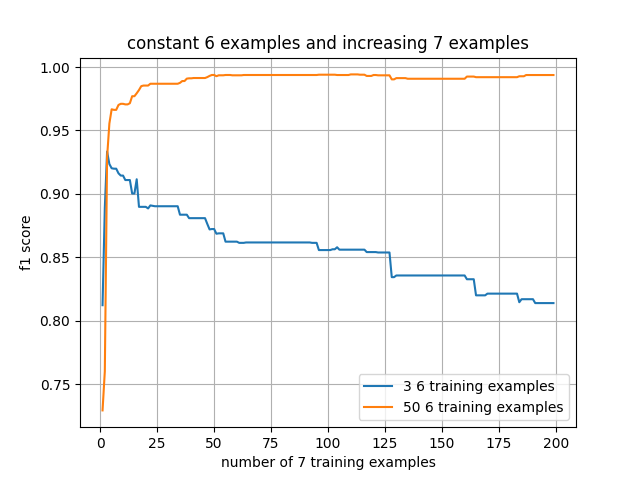 constant 6 examples and increasing 7 examples
f1 score
1.00
0.95
0.90
0.85
0.80
0.75
3 6 training examples
50 6 training examples
0 25 50 75 100 125 150 175 200
number of 7 training examples